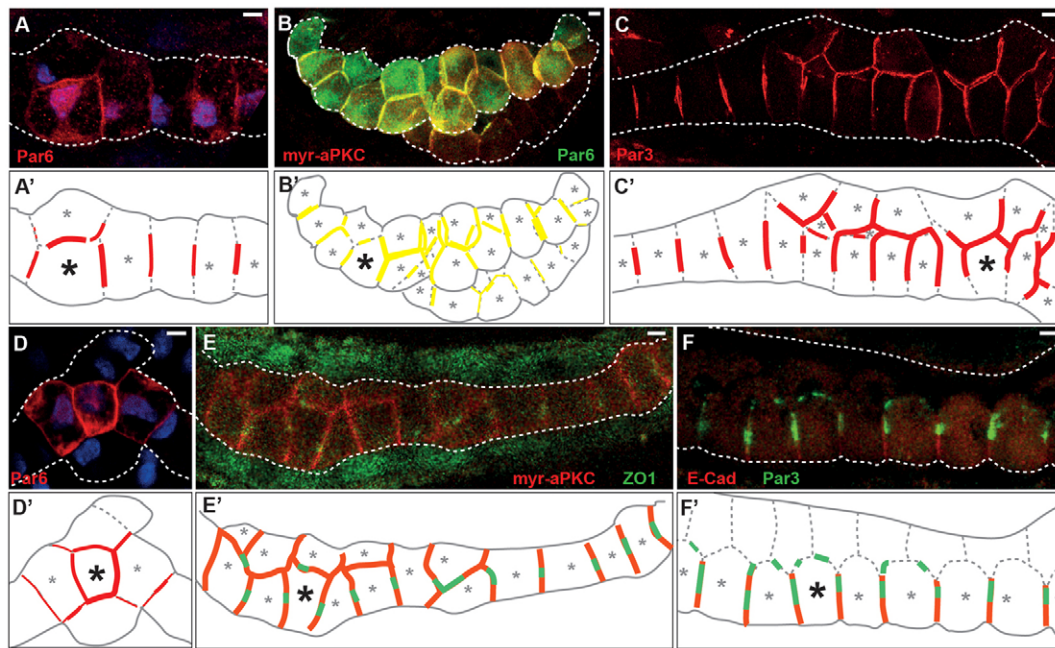 A
Par6
B
myr-aPKC Par6
C
Par3
A'
*
*
*
*
*
B'
* * * * * * * * * * * * * * * * * * * *
C'
* * * * * * * * * * * * * * * *
D
Par6
E
myr-aPKC ZO1
F
E-Cad Par3
D'
* * *
E'
* * * * * * * * * * * * *
F'
* * * * * * *